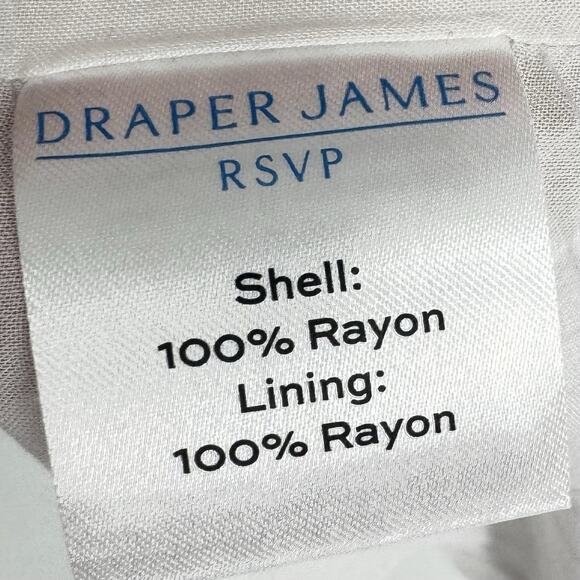 DRAPER JAMES
RSVP
Shell:
100% Rayon
Lining:
100% Rayon